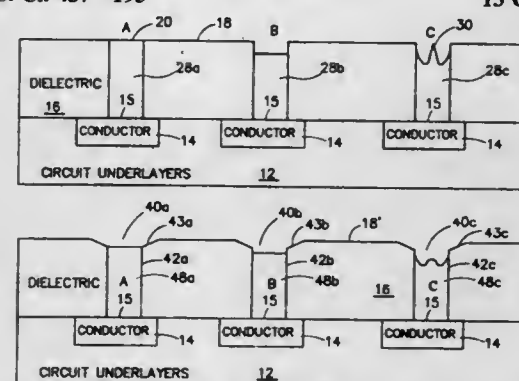 20 A 18 B C 30
DIELECTRIC 28a 28b 28c
16 15 15 15
CONDUCTOR 14 CONDUCTOR 14 CONDUCTOR 14
CIRCUIT UNDERLAYERS 12
40a 43a 40b 43b 18' 40c 43c
DIELECTRIC A 42a 42b 42c
48a B 48b 16 C 48c
15 15 15
CONDUCTOR 14 CONDUCTOR 14 CONDUCTOR 14
CIRCUIT UNDERLAYERS 12